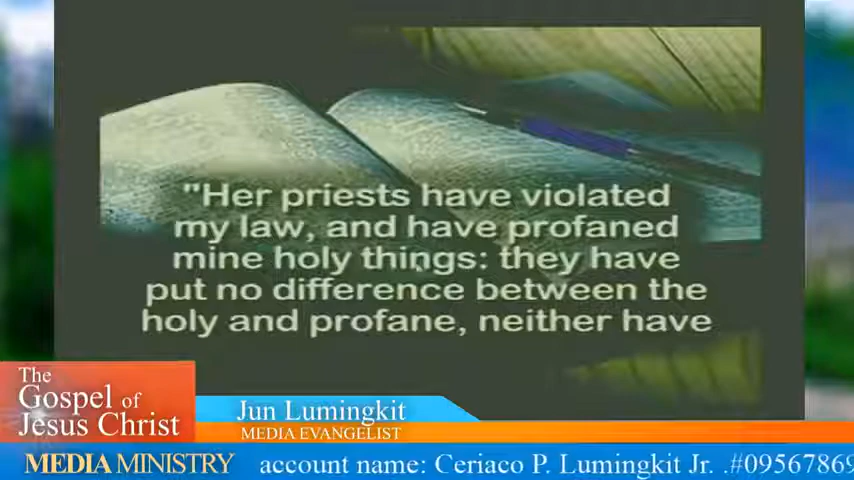 "Her priests have violated
my law, and have profaned
mine holy things: they have
put no difference between the
holy and profane, neither have
The
Gospel of
Jesus Christ
Jun Lumingkit
MEDIA EVANGELIST
MEDIA MINISTRY
account name: Ceriaco P. Lumingkit Jr. .#09567869